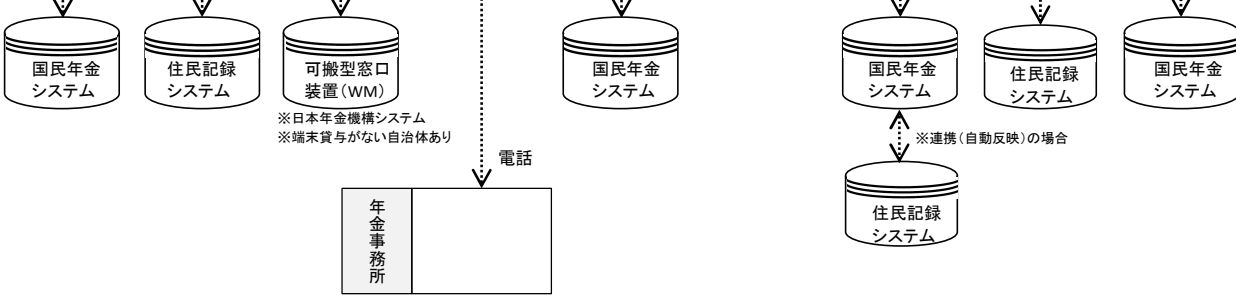 国民年金
システム
住民記録
システム
可搬型窓口
装置(WM)
※日本年金機構システム
※端末貸与がない自治体あり
国民年金
システム
国民年金
システム
住民記録
システム
国民年金
システム
※連携(自動反映)の場合
電話
年金事務所
住民記録
システム